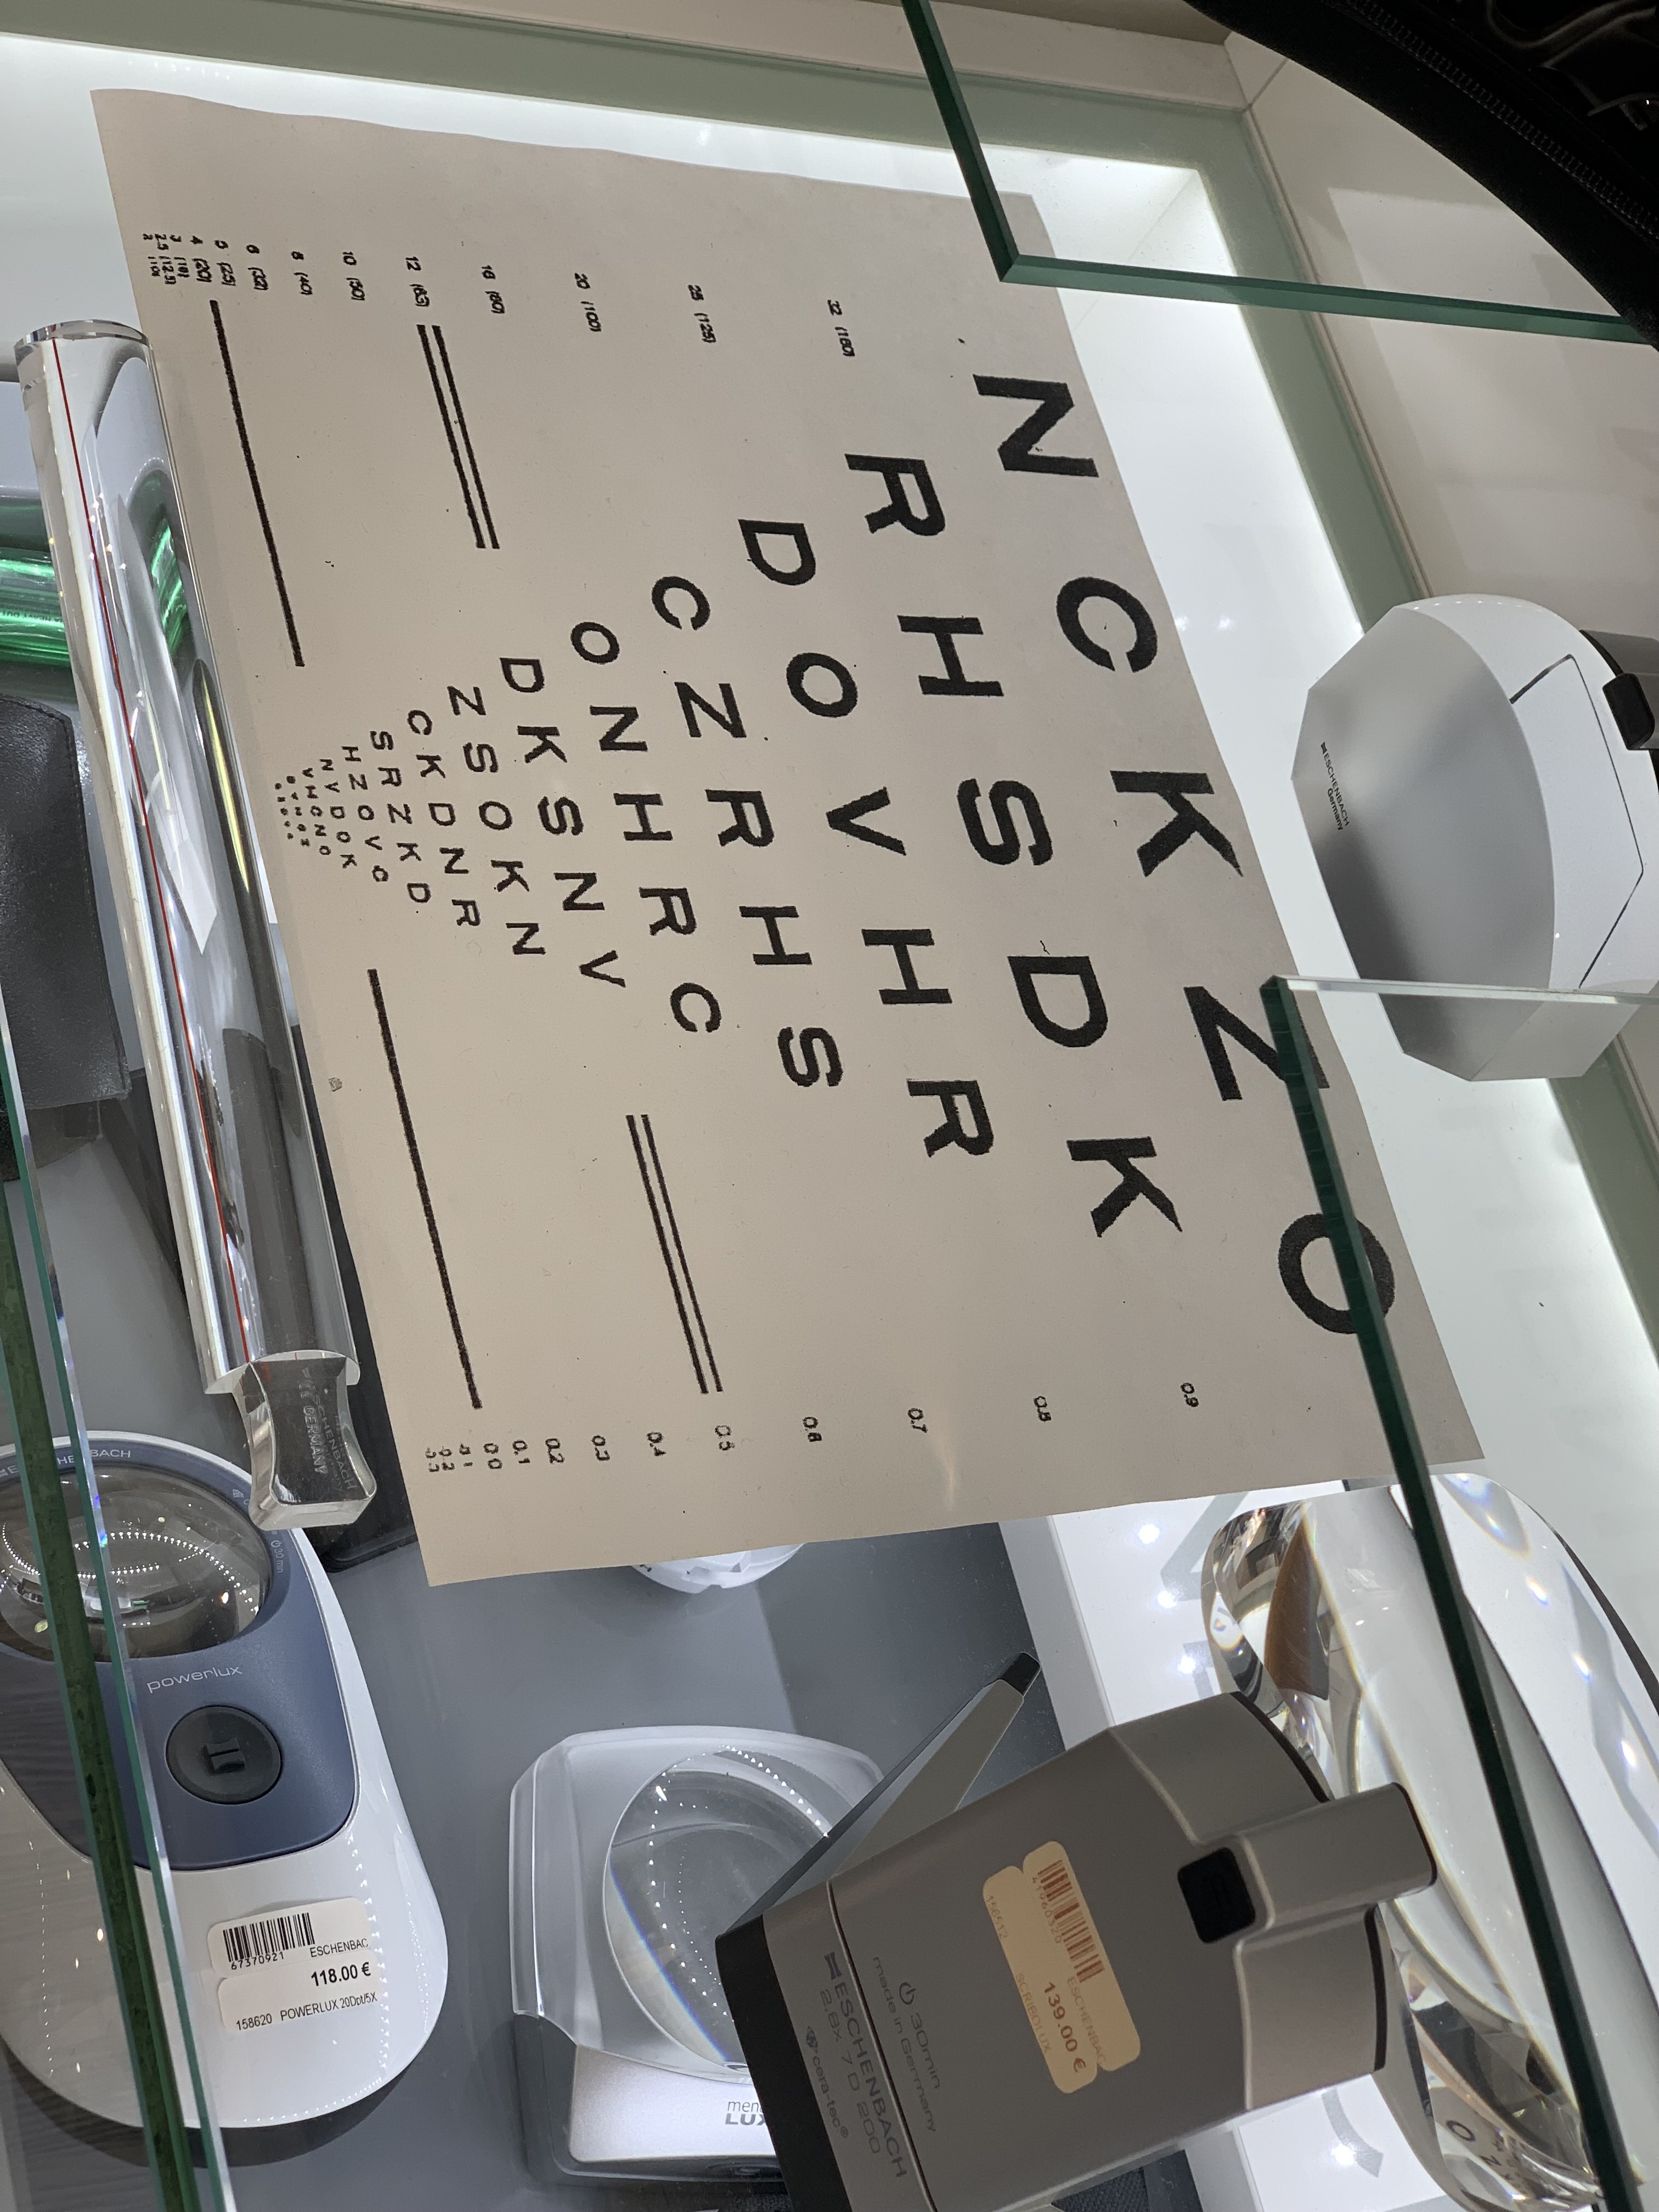 N C K Z O
32 (160) R H S D K 0.9
25 (125) D O V H R 0.8
20 (100) C Z R H S 0.7
16 (80) O N H R C 0.6
12 (63) D K S N V 0.5
10 (50) Z S O K N 0.4
8 (40) C K D N R 0.3
6 (32) S R Z K D 0.2
5 (25) H Z O V C 0.1
4 (20) N V D O K 0.0
3 (16) V H C N O -0.1
2.5 (12.5) -0.2
2 (10) -0.3
ESCHENBACH
Germany
ESCHENBACH
GERMANY
ESCHENBACH
30 min
powerlux
67370921
ESCHENBAC
118.00 €
158620 POWERLUX 20Dpt/5X
LUX
ESCHENBAC
139.00 €
SCRIBOLUX
30min
made in Germany
ESCHENBACH
2,8x 7 D 200
cera-tec®